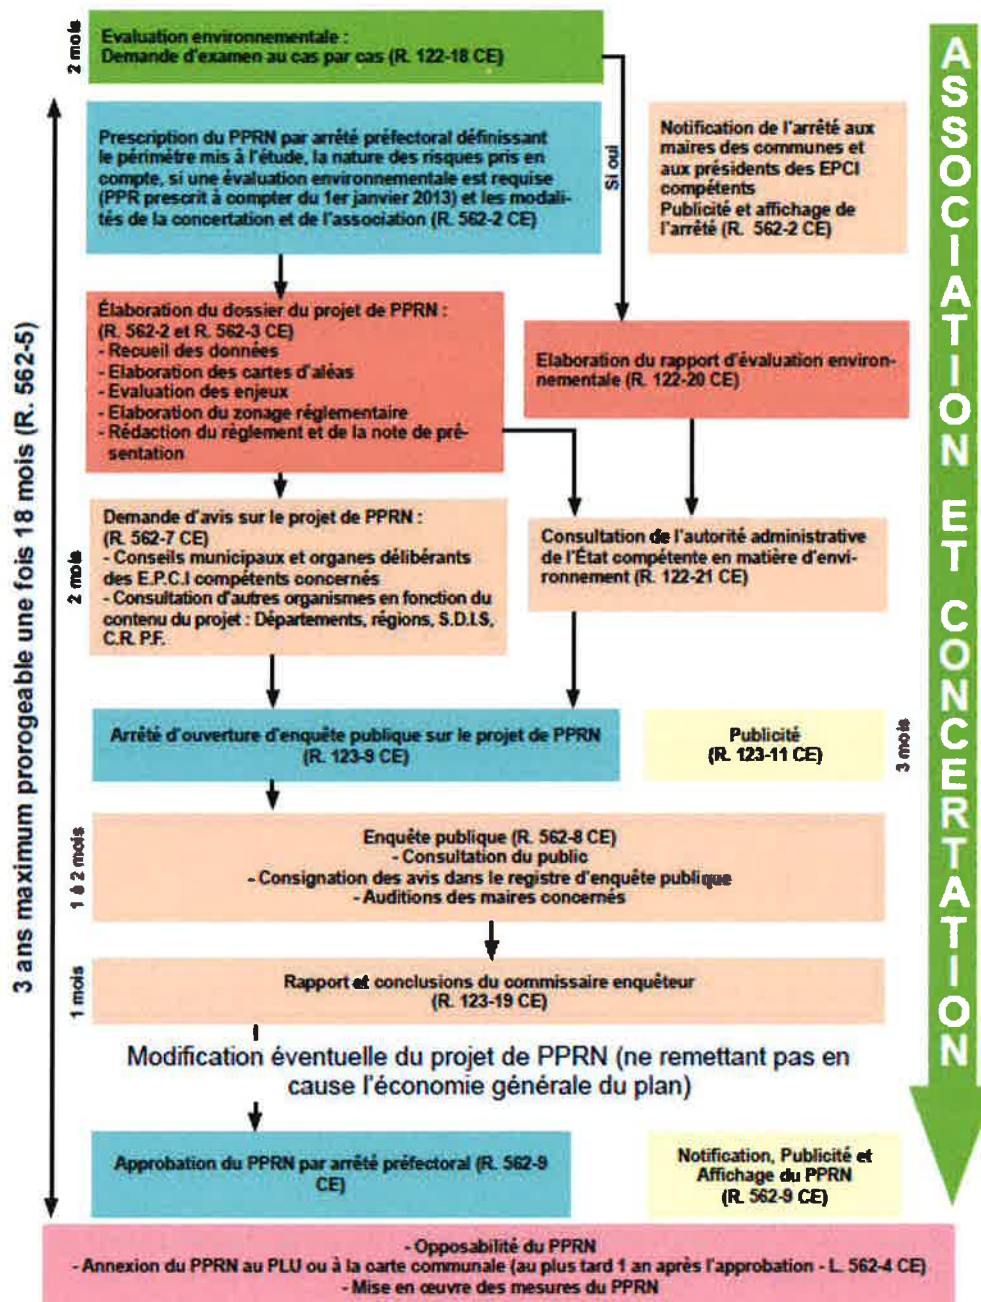 2 mois
Evaluation environnementale :
Demande d'examen au cas par cas (R. 122-18 CE)
Prescription du PPRN par arrêté préfectoral définissant
le périmètre mis à l'étude, la nature des risques pris en
compte, si une évaluation environnementale est requise
(PPR prescrit à compter du 1er janvier 2013) et les modali-
tés de la concertation et de l'association (R. 562-2 CE)
Si oui
Notification de l'arrêté aux
maires des communes et
aux présidents des EPCI
compétents
Publicité et affichage de
l'arrêté (R. 562-2 CE)
Élaboration du dossier du projet de PPRN :
(R. 562-2 et R. 562-3 CE)
- Recueil des données
- Elaboration des cartes d'aléas
- Evaluation des enjeux
- Elaboration du zonage réglementaire
- Rédaction du règlement et de la note de pré-
sentation
Elaboration du rapport d'évaluation environ-
nementale (R. 122-20 CE)
2 mois
Demande d'avis sur le projet de PPRN :
(R. 562-7 CE)
- Conseils municipaux et organes délibérants
des E.P.C.I compétents concernés
- Consultation d'autres organismes en fonction du
contenu du projet : Départements, régions, S.D.I.S,
C.R. P.F.
Consultation de l'autorité administrative
de l'État compétente en matière d'envi-
ronnement (R. 122-21 CE)
Arrêté d'ouverture d'enquête publique sur le projet de PPRN
(R. 123-9 CE)
Publicité
(R. 123-11 CE)
3 mois
1 à 2 mois
Enquête publique (R. 562-8 CE)
- Consultation du public
- Consignation des avis dans le registre d'enquête publique
- Auditions des maires concernés
1 mois
Rapport et conclusions du commissaire enquêteur
(R. 123-19 CE)
Modification éventuelle du projet de PPRN (ne remettant pas en
cause l'économie générale du plan)
Approbation du PPRN par arrêté préfectoral (R. 562-9
CE)
Notification, Publicité et
Affichage du PPRN
(R. 562-9 CE)
3 ans maximum prorogeable une fois 18 mois (R. 562-5)
ASSOCIATION ET CONCERTATION
- Opposabilité du PPRN
- Annexion du PPRN au PLU ou à la carte communale (au plus tard 1 an après l'approbation - L. 562-4 CE)
- Mise en œuvre des mesures du PPRN